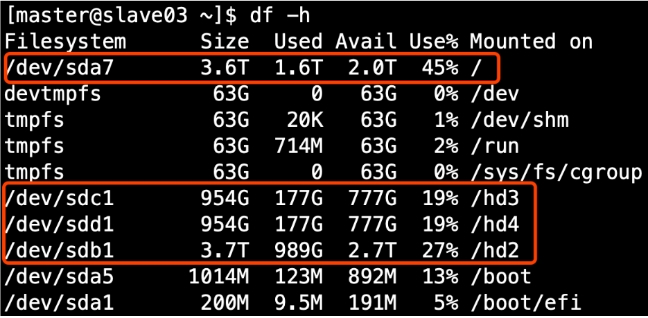 [master@slave03 ~]$ df -h
Filesystem      Size  Used Avail Use% Mounted on
/dev/sda7       3.6T  1.6T  2.0T  45% /
devtmpfs         63G     0   63G   0% /dev
tmpfs            63G   20K   63G   1% /dev/shm
tmpfs            63G  714M   63G   2% /run
tmpfs            63G     0   63G   0% /sys/fs/cgroup
/dev/sdc1       954G  177G  777G  19% /hd3
/dev/sdd1       954G  177G  777G  19% /hd4
/dev/sdb1       3.7T  989G  2.7T  27% /hd2
/dev/sda5      1014M  123M  892M  13% /boot
/dev/sda1       200M  9.5M  191M   5% /boot/efi